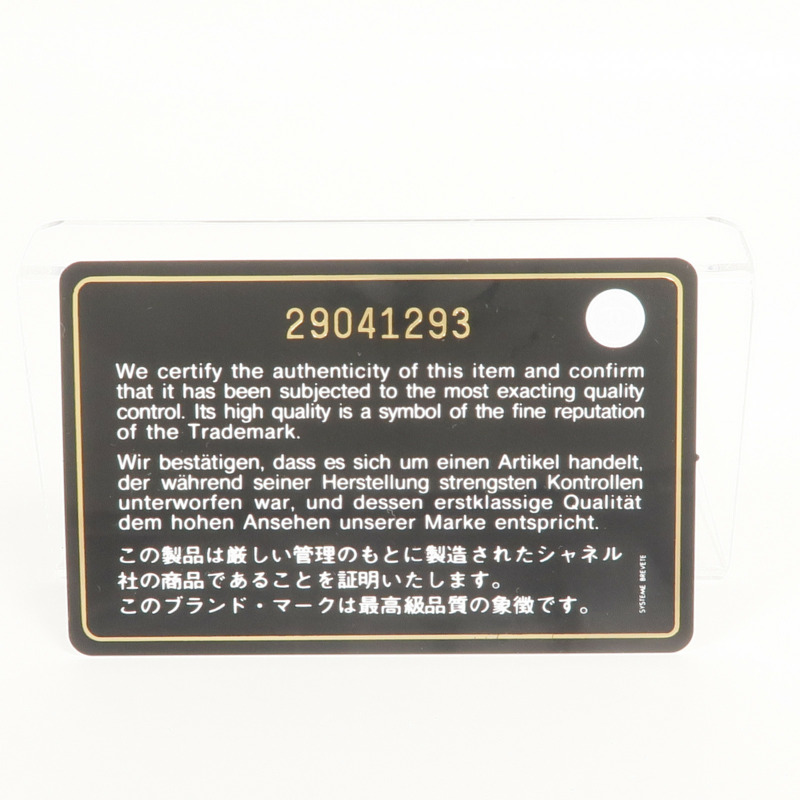 29041293
We certify the authenticity of this item and confirm
that it has been subjected to the most exacting quality
control. Its high quality is a symbol of the fine reputation
of the Trademark.
Wir bestätigen, dass es sich um einen Artikel handelt,
der während seiner Herstellung strengsten Kontrollen
unterworfen war, und dessen erstklassige Qualität
dem hohen Ansehen unserer Marke entspricht.
この製品は厳しい管理のもとに製造されたシャネル
社の商品であることを証明いたします。
このブランド・マークは最高級品質の象徴です。
SYSTEME BREVETE